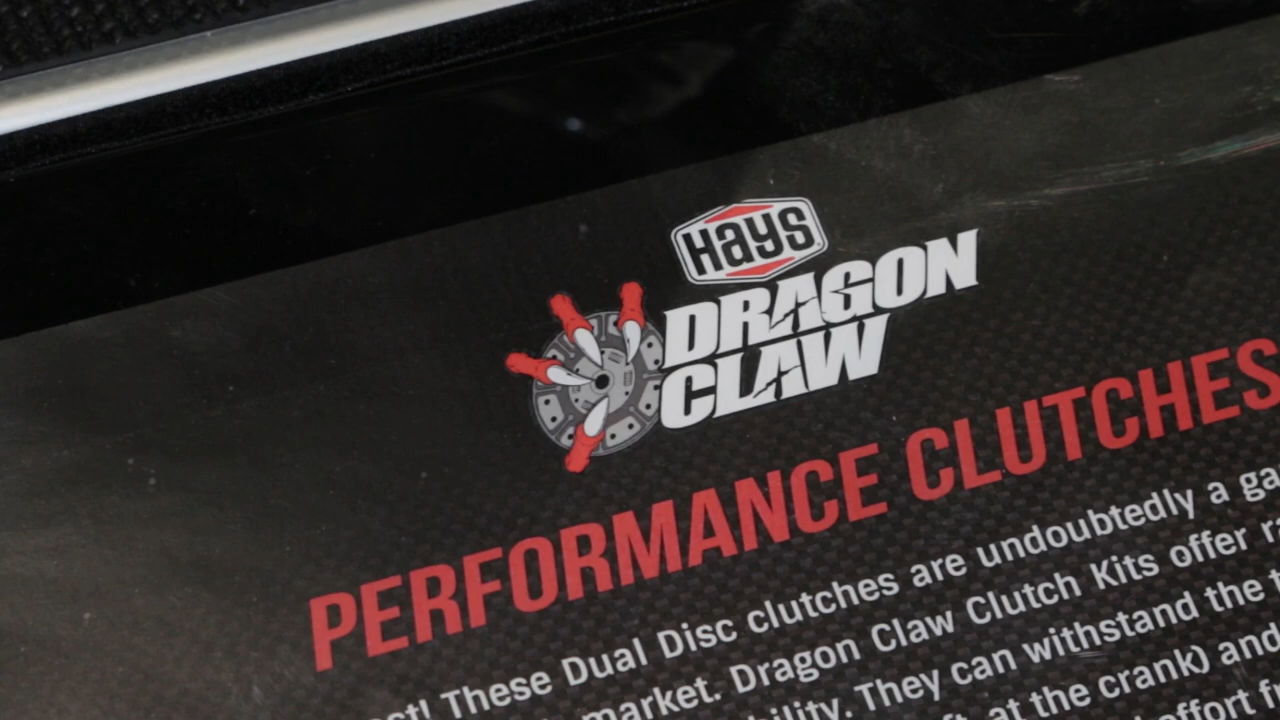 Hays
DRAGON
CLAW
PERFORMANCE CLUTCHES
These Dual Disc clutches are undoubtedly a
market. Dragon Claw Clutch Kits offer
They can withstand the
at the crank) and
effort